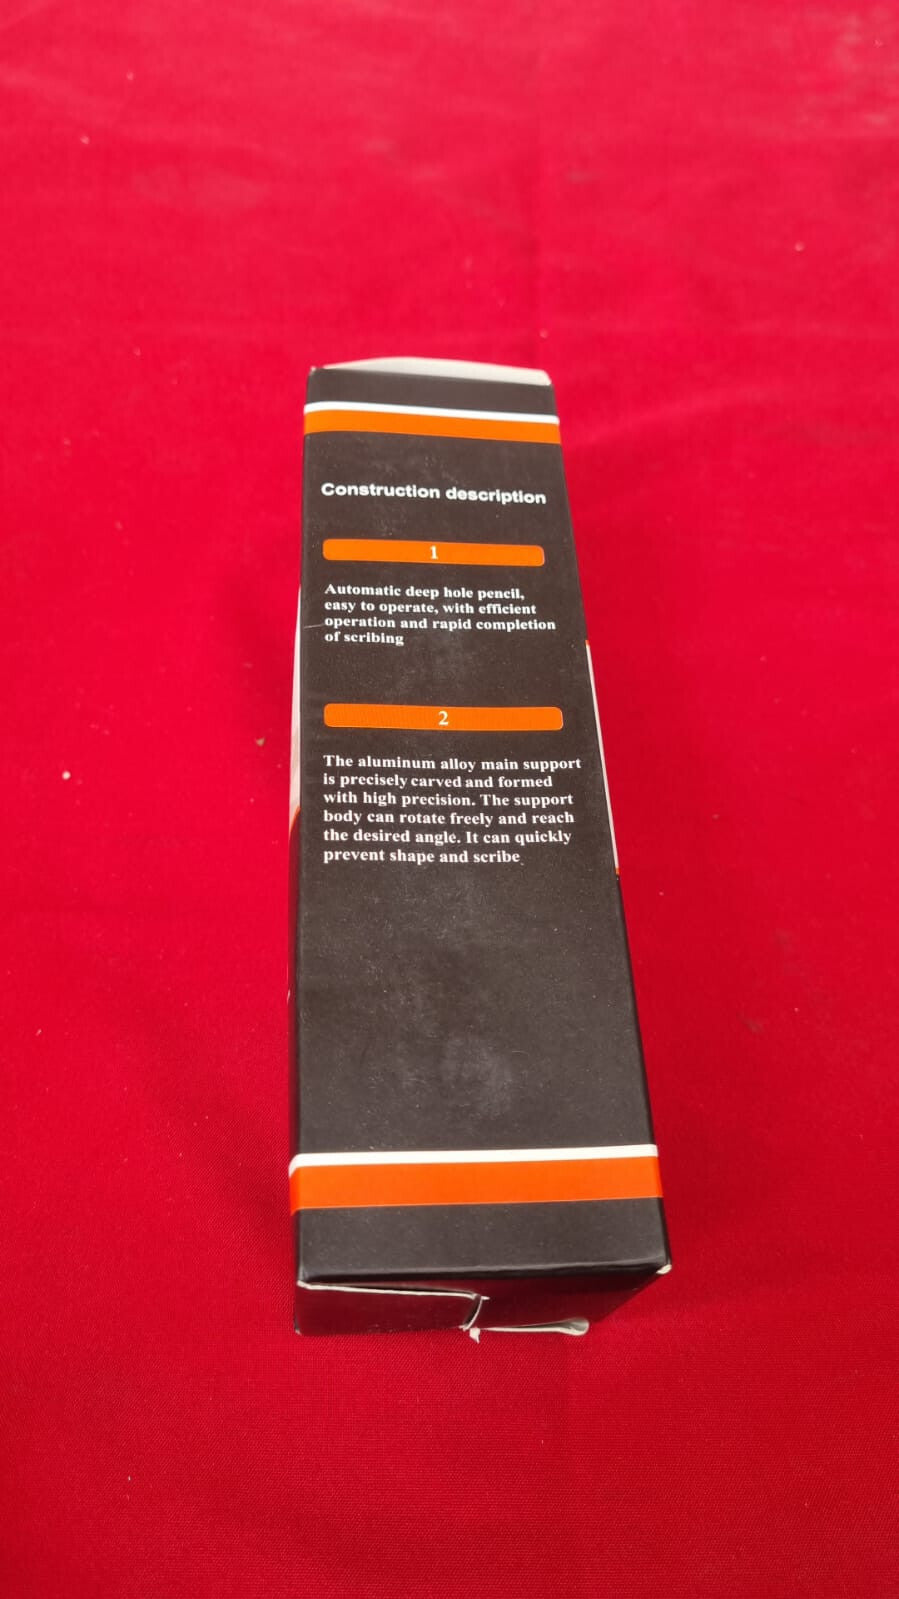 Construction description
1
Automatic deep hole pencil,
easy to operate, with efficient
operation and rapid completion
of scribing
2
The aluminum alloy main support
is precisely carved and formed
with high precision. The support
body can rotate freely and reach
the desired angle. It can quickly
prevent shape and scribe